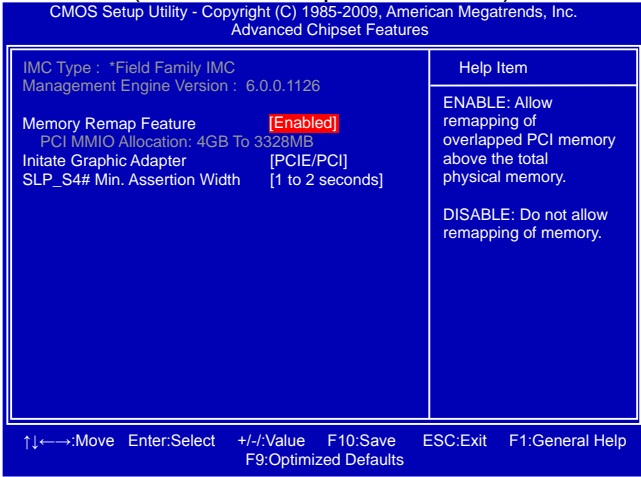 CMOS Setup Utility - Copyright (C) 1985-2009, American Megatrends, Inc.
Advanced Chipset Features
IMC Type : *Field Family IMC
Management Engine Version : 6.0.0.1126
Memory Remap Feature [Enabled]
PCI MMIO Allocation: 4GB To 3328MB
Initate Graphic Adapter [PCIE/PCI]
SLP_S4# Min. Assertion Width [1 to 2 seconds]
Help Item
ENABLE: Allow
remapping of
overlapped PCI memory
above the total
physical memory.
DISABLE: Do not allow
remapping of memory.
↑↓←→:Move Enter:Select +/-/:Value F10:Save ESC:Exit F1:General Help
F9:Optimized Defaults